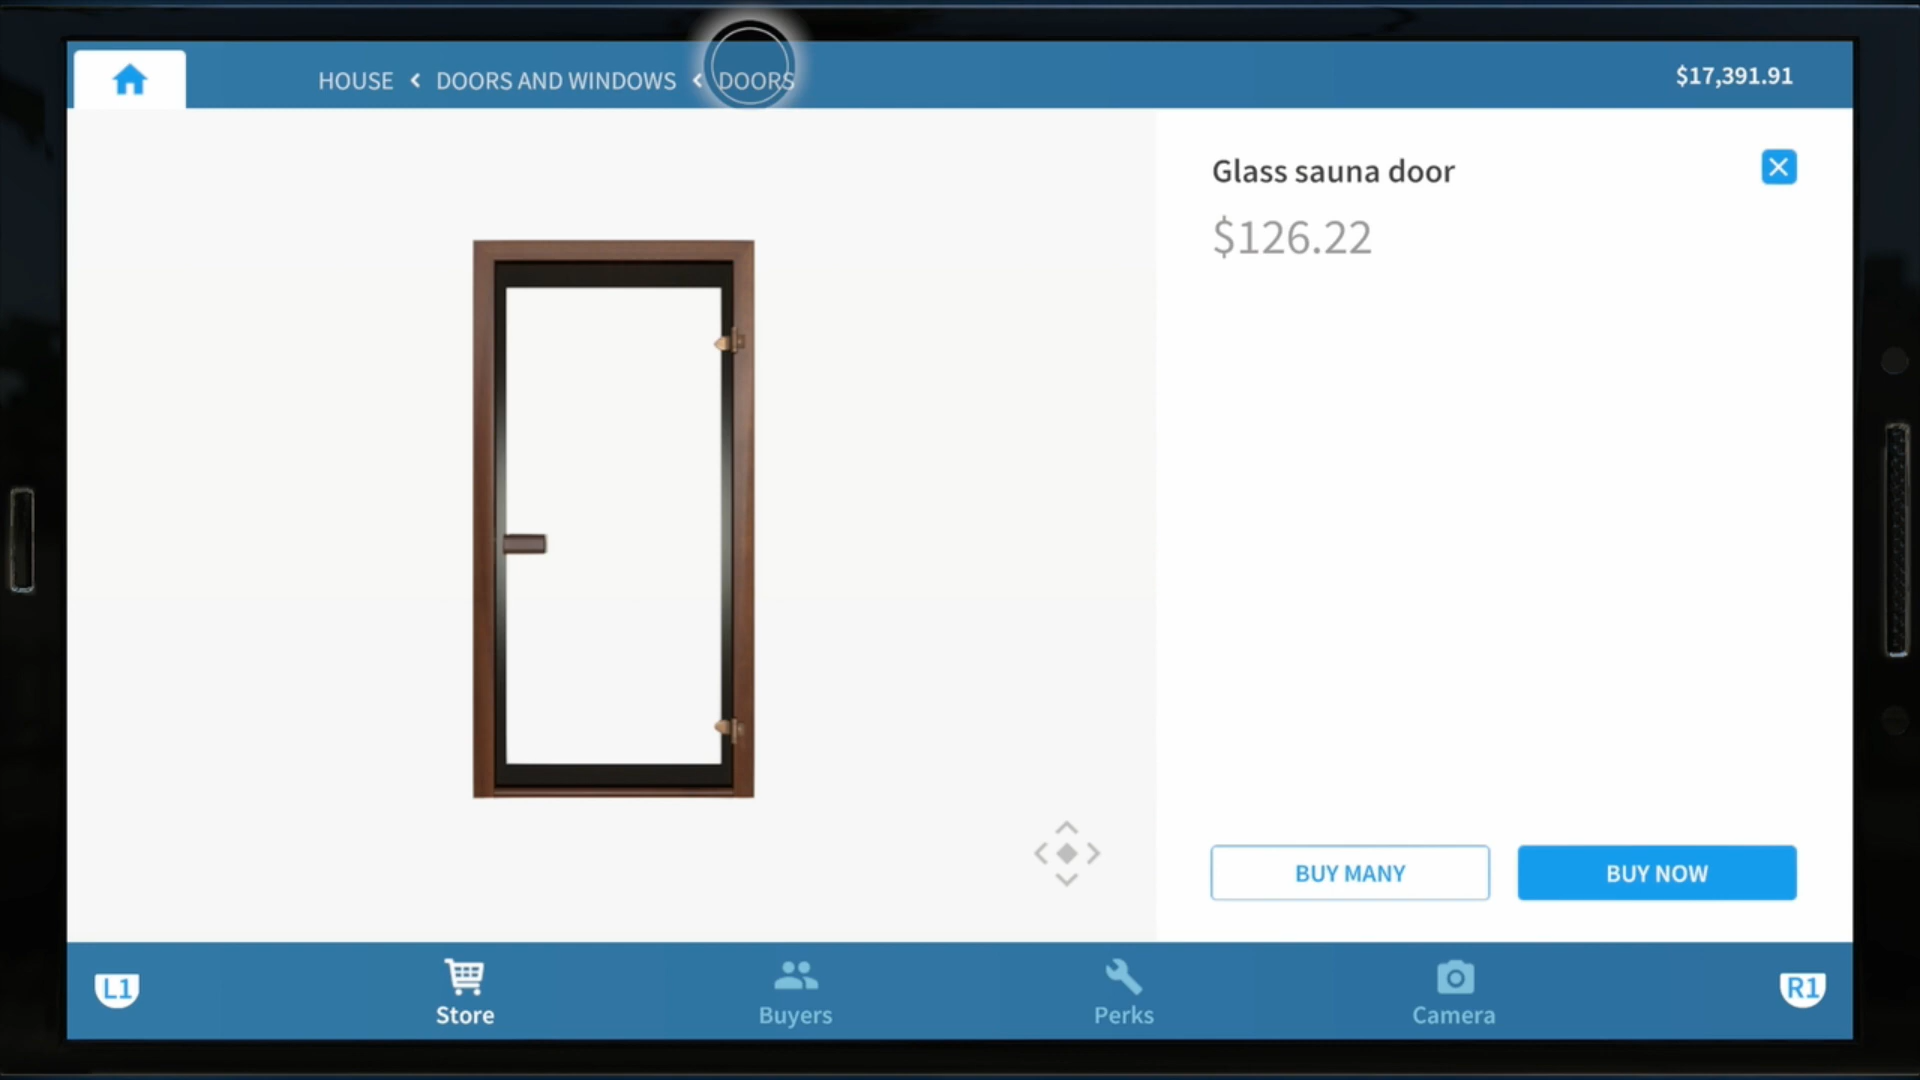 HOUSE < DOORS AND WINDOWS < DOORS
$17,391.91
Glass sauna door
$126.22
BUY MANY
BUY NOW
L1
Store
Buyers
Perks
Camera
R1